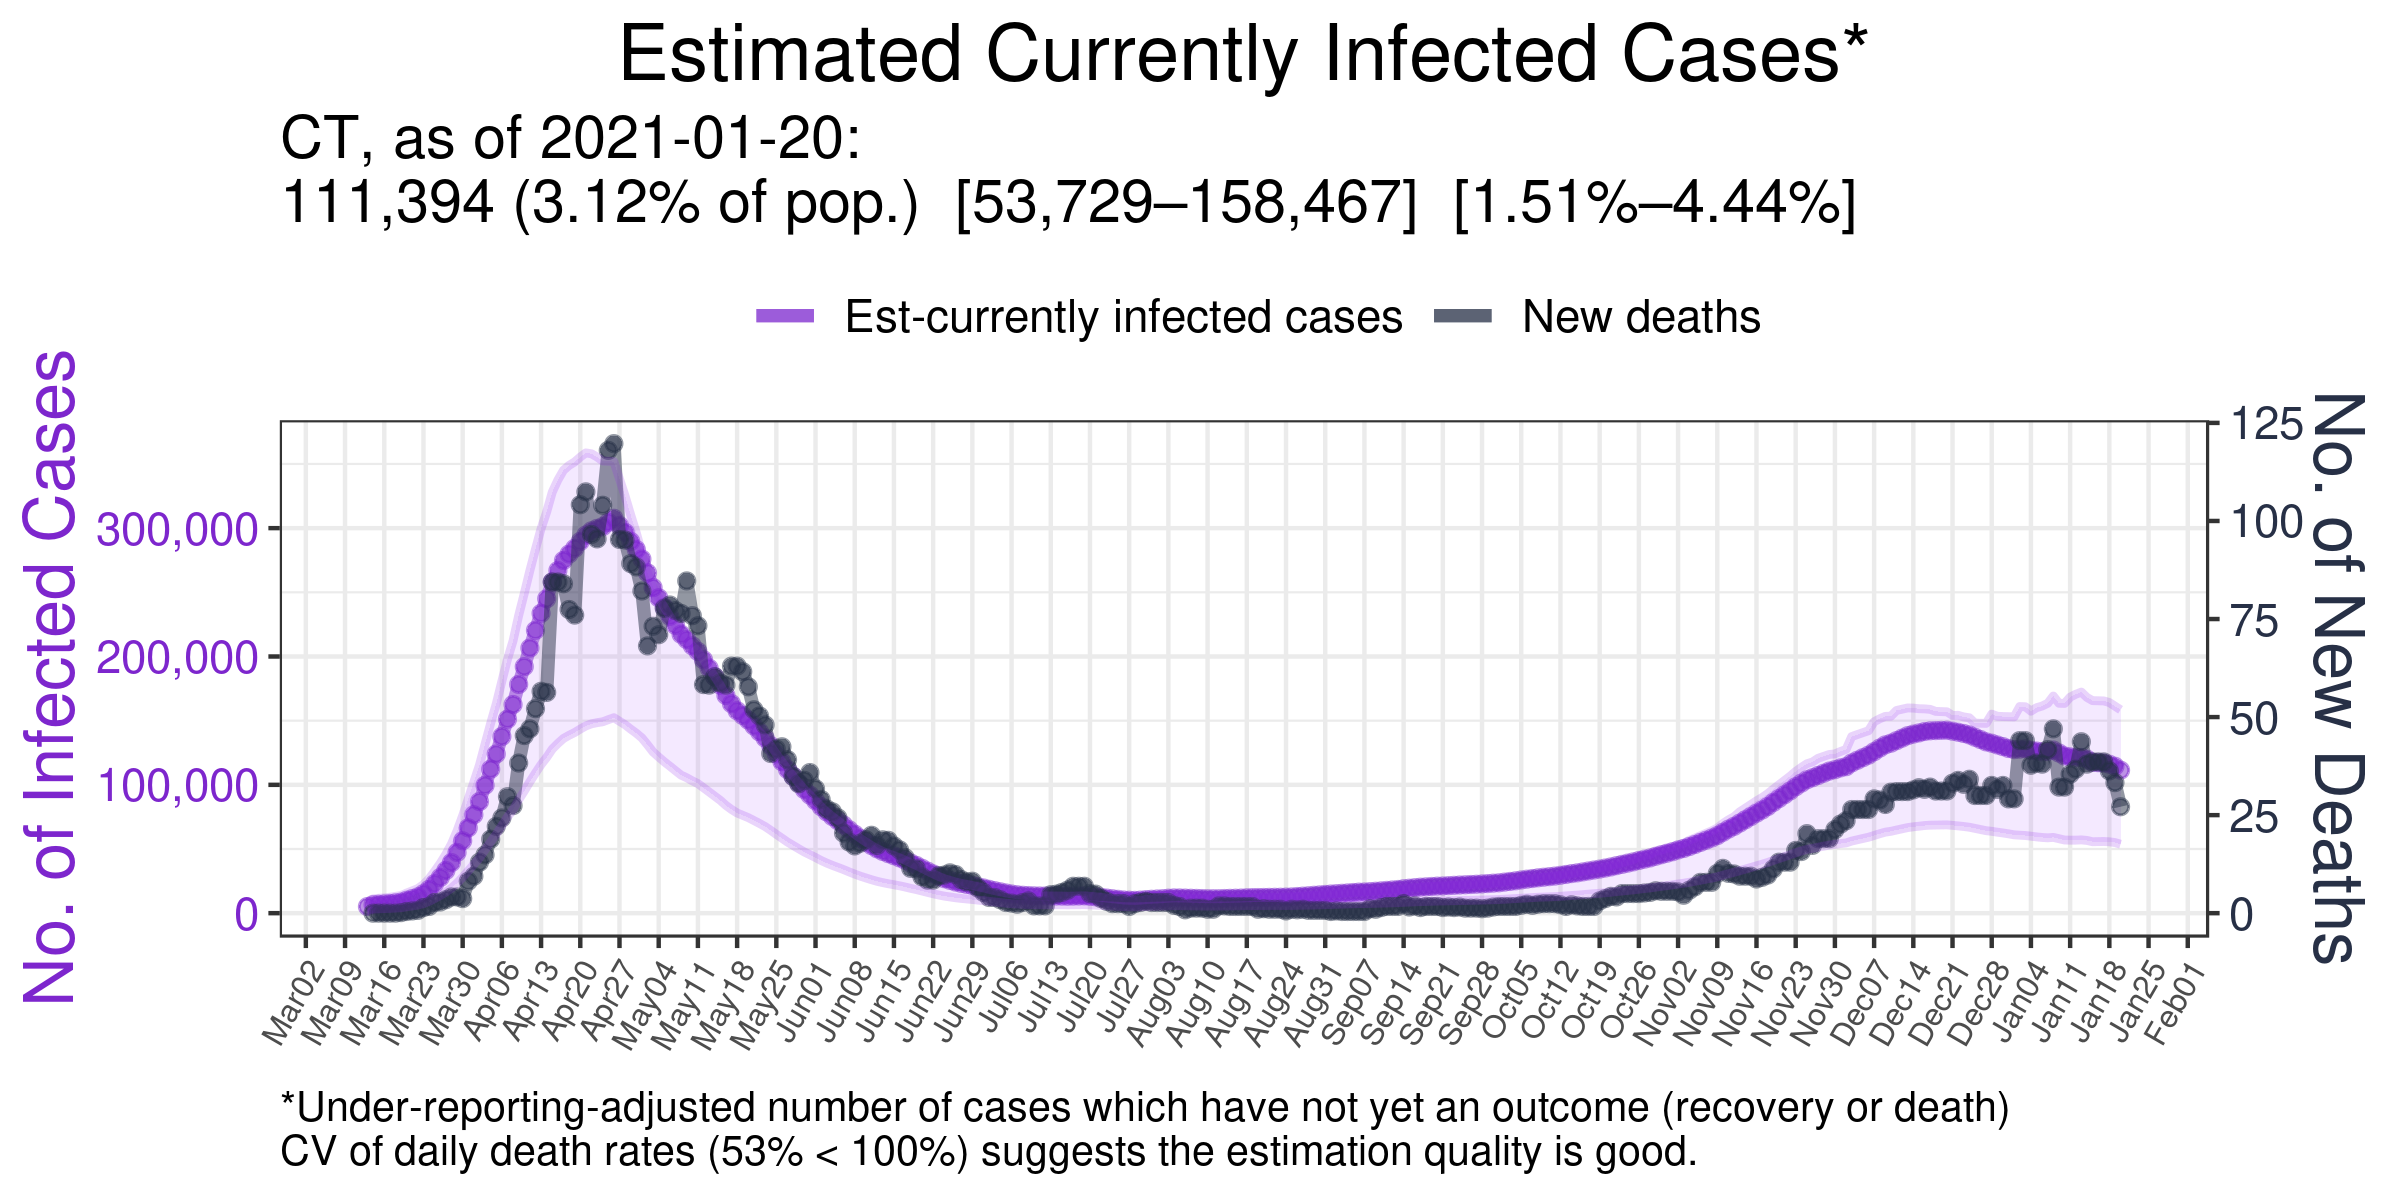 Estimated Currently Infected Cases*
CT, as of 2021-01-20:
111,394 (3.12% of pop.)  [53,729–158,467]  [1.51%–4.44%]
Est-currently infected cases
New deaths
No. of Infected Cases
300,000
200,000
100,000
0
125
100
75
50
25
0
No. of New Deaths
Mar02
Mar09
Mar16
Mar23
Mar30
Apr06
Apr13
Apr20
Apr27
May04
May11
May18
May25
Jun01
Jun08
Jun15
Jun22
Jun29
Jul06
Jul13
Jul20
Jul27
Aug03
Aug10
Aug17
Aug24
Aug31
Sep07
Sep14
Sep21
Sep28
Oct05
Oct12
Oct19
Oct26
Nov02
Nov09
Nov16
Nov23
Nov30
Dec07
Dec14
Dec21
Dec28
Jan04
Jan11
Jan18
Jan25
Feb01
*Under-reporting-adjusted number of cases which have not yet an outcome (recovery or death)
CV of daily death rates (53% < 100%) suggests the estimation quality is good.